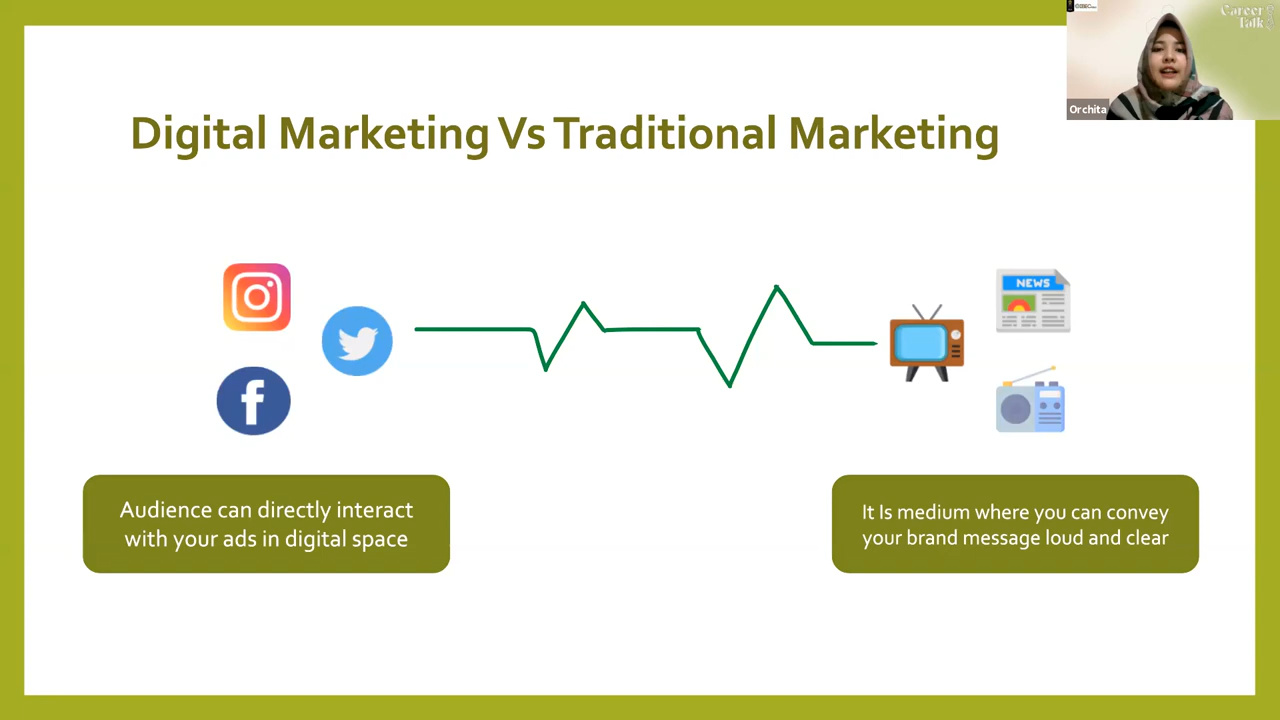 Career
Talk
Orchita
Digital Marketing Vs Traditional Marketing
NEWS
Audience can directly interact
with your ads in digital space
It Is medium where you can convey
your brand message loud and clear